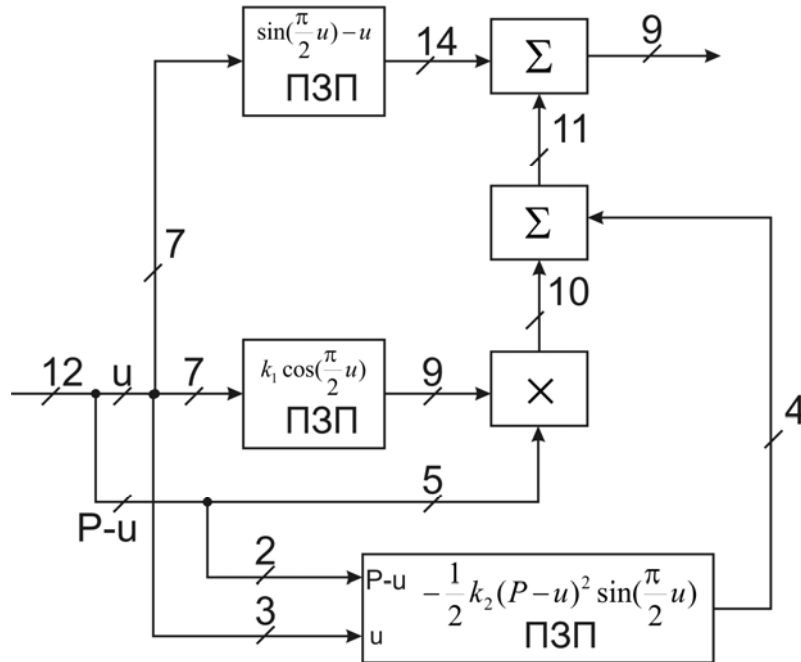 sin(π/2 u) – u
ПЗП
14
Σ
9
11
Σ
7
10
12
u
7
k₁ cos(π/2 u)
ПЗП
9
×
4
P-u
5
2
P-u
–1/2 k₂(P – u)² sin(π/2 u)
3
u
ПЗП